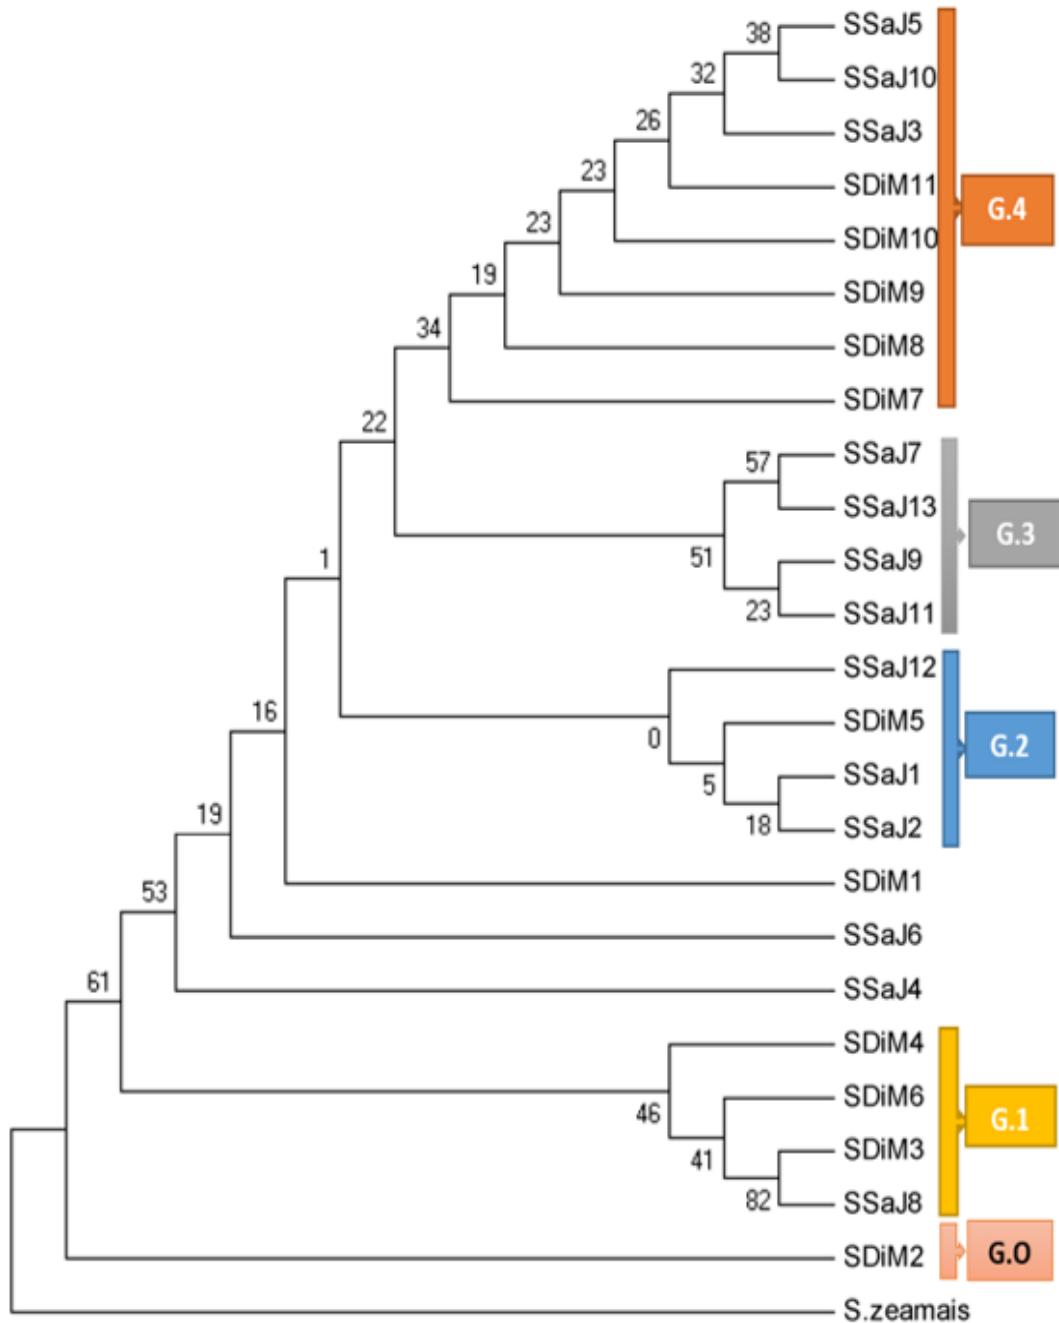 SSaJ5
38
SSaJ10
32
SSaJ3
26
SDiM11
23
G.4
SDiM10
23
SDiM9
19
SDiM8
34
SDiM7
22
SSaJ7
57
SSaJ13
G.3
1
51
SSaJ9
23
SSaJ11
SSaJ12
16
0
SDiM5
G.2
5
SSaJ1
19
18
SSaJ2
53
SDiM1
SSaJ6
61
SSaJ4
SDiM4
46
SDiM6
G.1
41
SDiM3
82
SSaJ8
SDiM2
G.O
S.zeamais